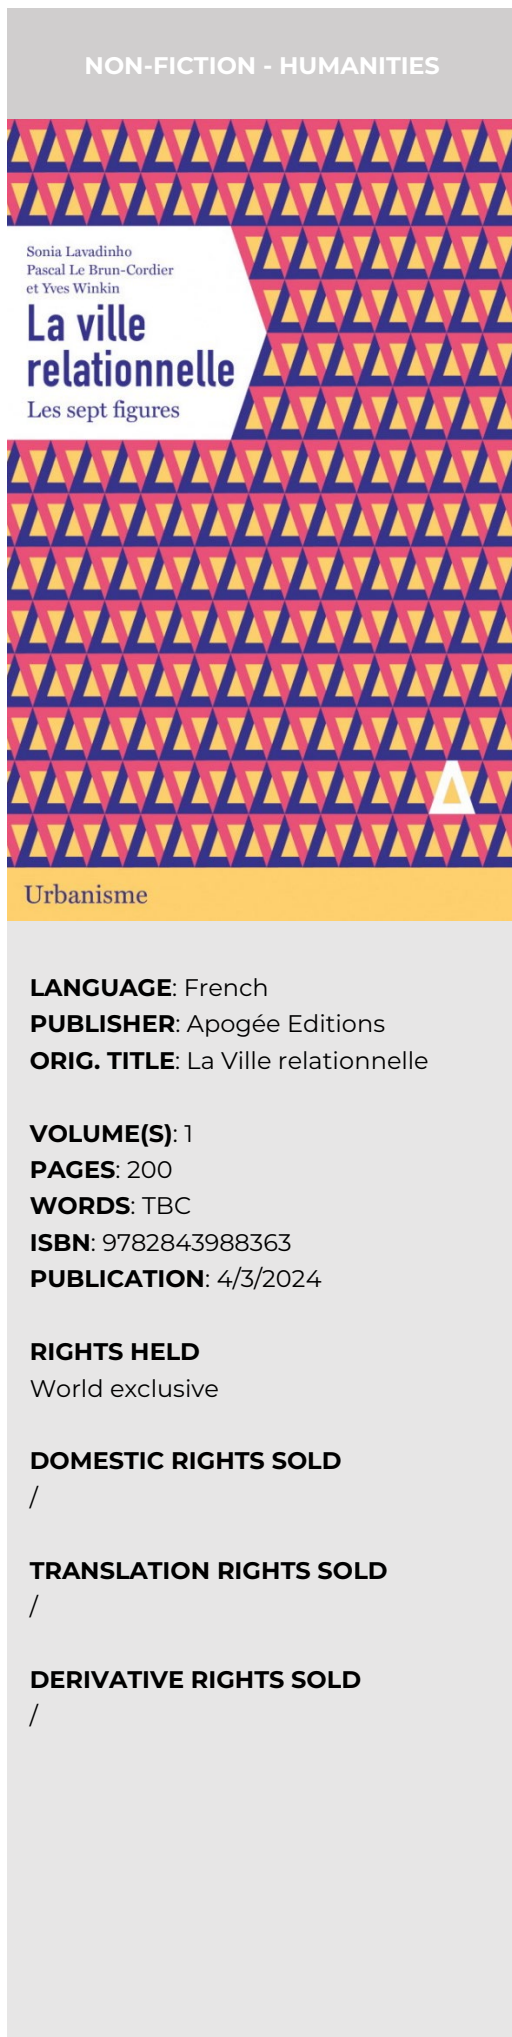 NON-FICTION - HUMANITIES
Sonia Lavadinho
Pascal Le Brun-Cordier
et Yves Winkin
La ville
relationnelle
Les sept figures
Urbanisme
LANGUAGE: French
PUBLISHER: Apogée Editions
ORIG. TITLE: La Ville relationnelle
VOLUME(S): 1
PAGES: 200
WORDS: TBC
ISBN: 9782843988363
PUBLICATION: 4/3/2024
RIGHTS HELD
World exclusive
DOMESTIC RIGHTS SOLD
/
TRANSLATION RIGHTS SOLD
/
DERIVATIVE RIGHTS SOLD
/